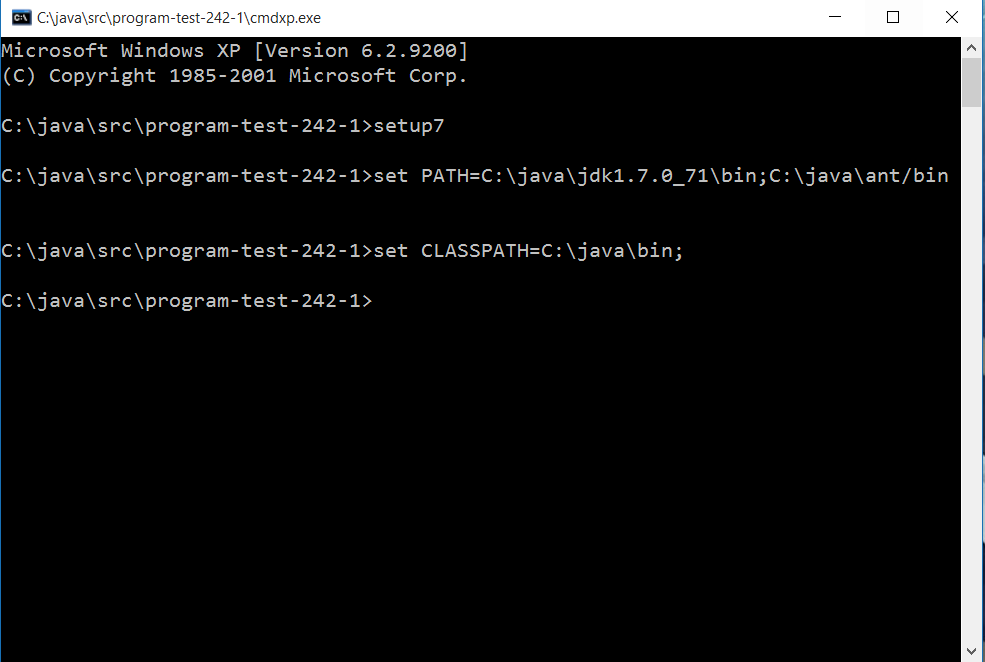 C:\java\src\program-test-242-1\cmdxp.exe
Microsoft Windows XP [Version 6.2.9200]
(C) Copyright 1985-2001 Microsoft Corp.
C:\java\src\program-test-242-1>setup7
C:\java\src\program-test-242-1>set PATH=C:\java\jdk1.7.0_71\bin;C:\java\ant/bin
C:\java\src\program-test-242-1>set CLASSPATH=C:\java\bin;
C:\java\src\program-test-242-1>